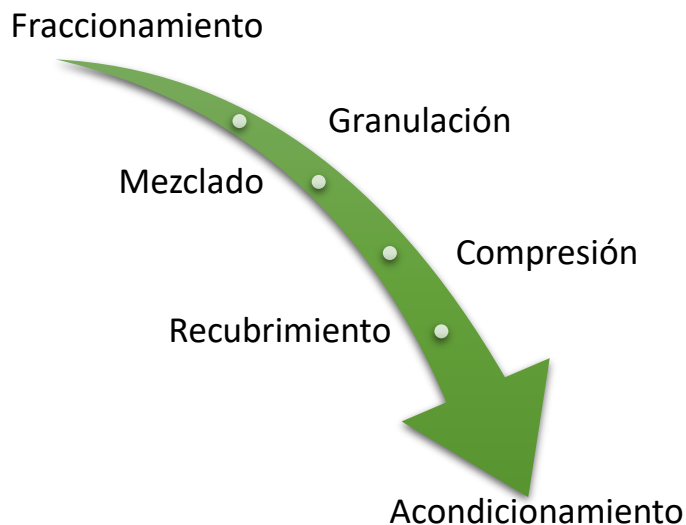 Fraccionamiento
Granulación
Mezclado
Compresión
Recubrimiento
Acondicionamiento